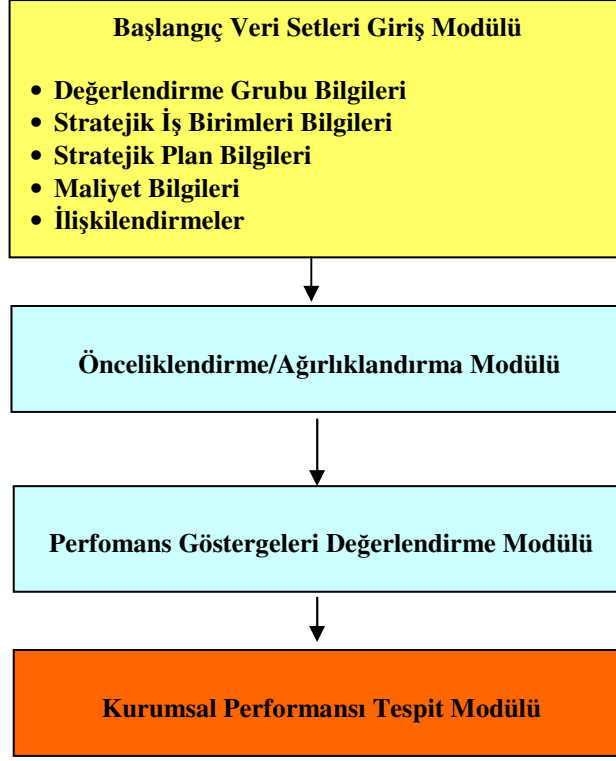 Başlangıç Veri Setleri Giriş Modülü
• Değerlendirme Grubu Bilgileri
• Stratejik İş Birimleri Bilgileri
• Stratejik Plan Bilgileri
• Maliyet Bilgileri
• İlişkilendirmeler
Önceliklendirme/Ağırlıklandırma Modülü
Perfomans Göstergeleri Değerlendirme Modülü
Kurumsal Performansı Tespit Modülü